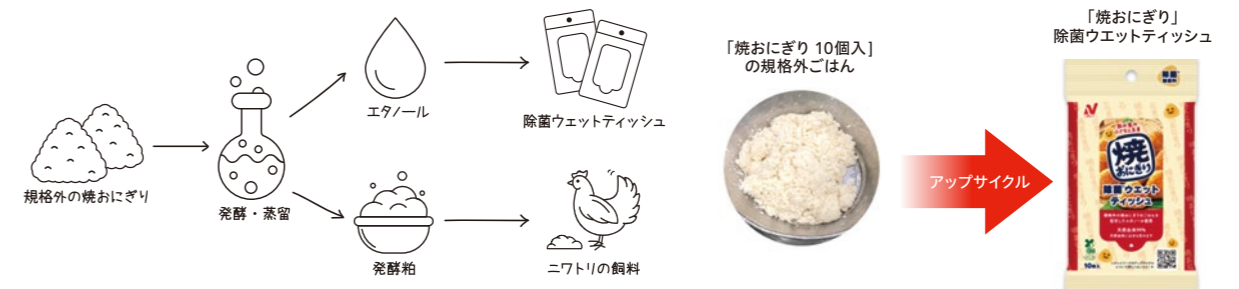 規格外の焼おにぎり
発酵・蒸留
エタノール
除菌ウェットティッシュ
発酵粕
ニワトリの飼料
「焼おにぎり 10個入]
の規格外ごはん
アップサイクル
「焼おにぎり」
除菌ウエットティッシュ
焼
おにぎり
除菌ウエット
ティッシュ
10枚入